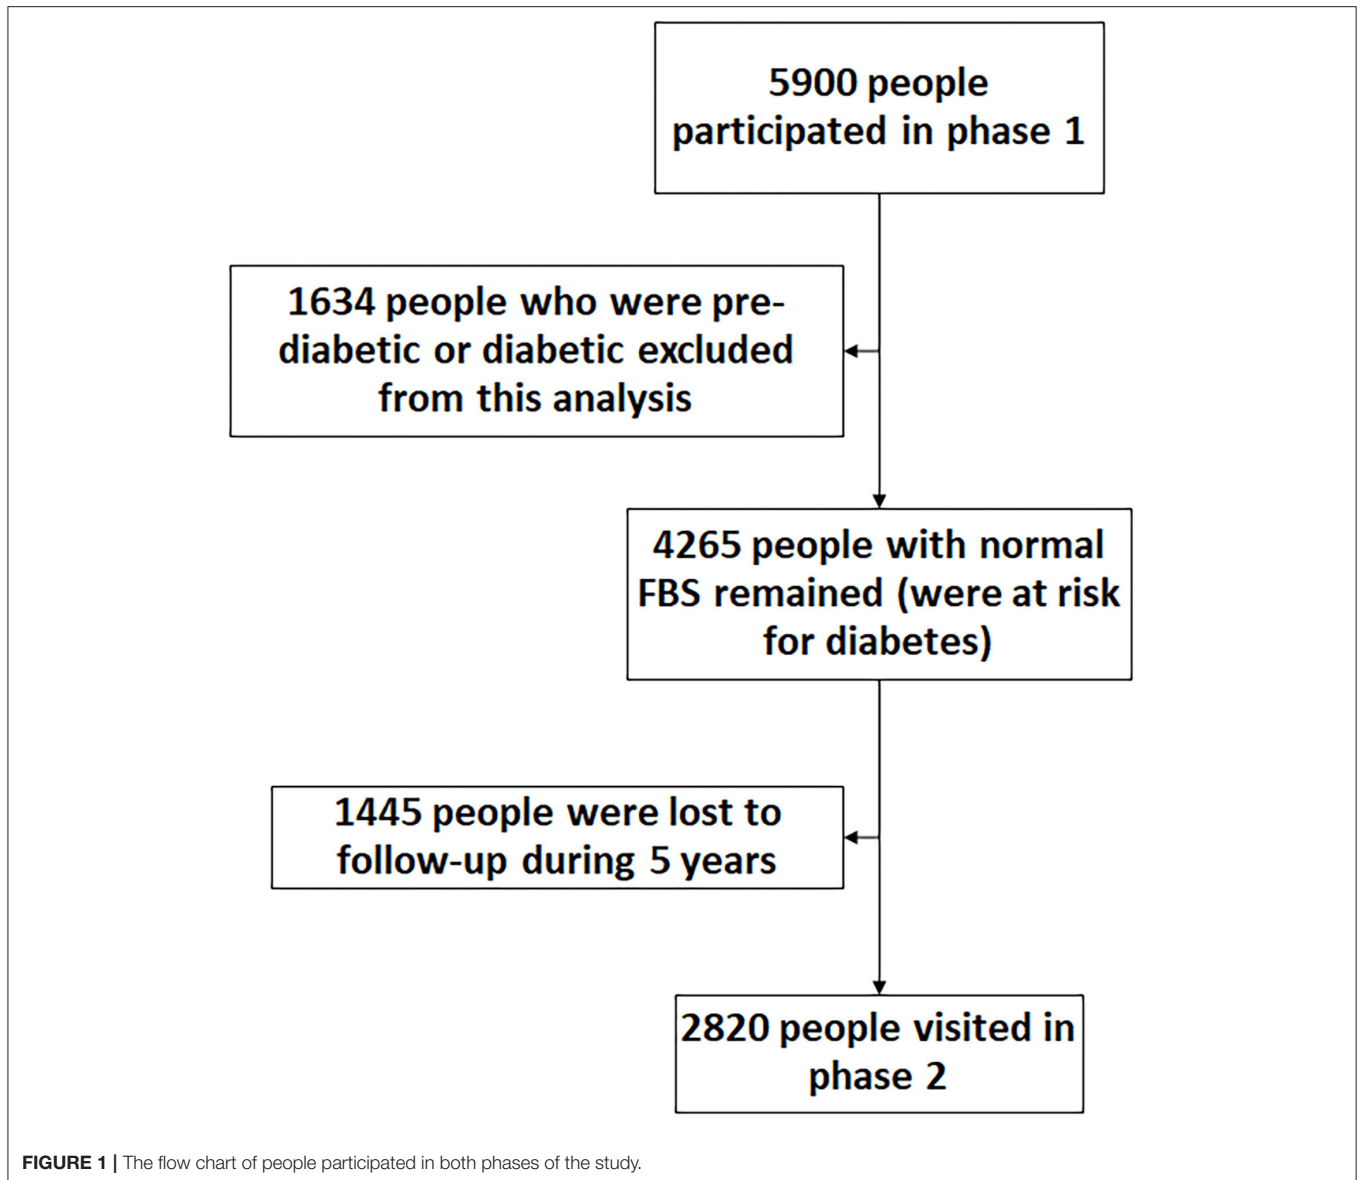 5900 people
participated in phase 1
1634 people who were pre-
diabetic or diabetic excluded
from this analysis
4265 people with normal
FBS remained (were at risk
for diabetes)
1445 people were lost to
follow-up during 5 years
2820 people visited in
phase 2
FIGURE 1 | The flow chart of people participated in both phases of the study.